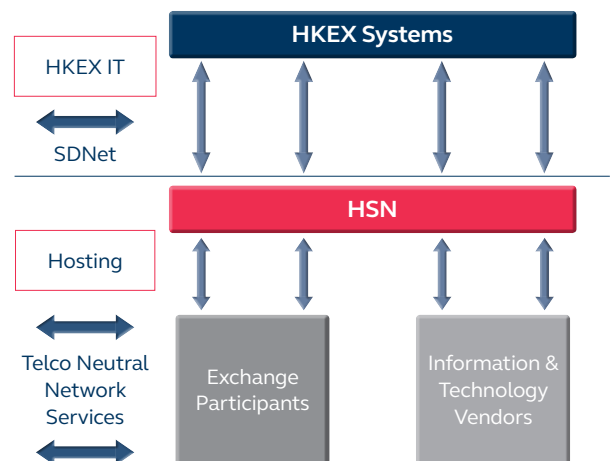 HKEX Systems
HKEX IT
SDNet
HSN
Hosting
Telco Neutral
Network
Services
Exchange
Participants
Information &
Technology
Vendors